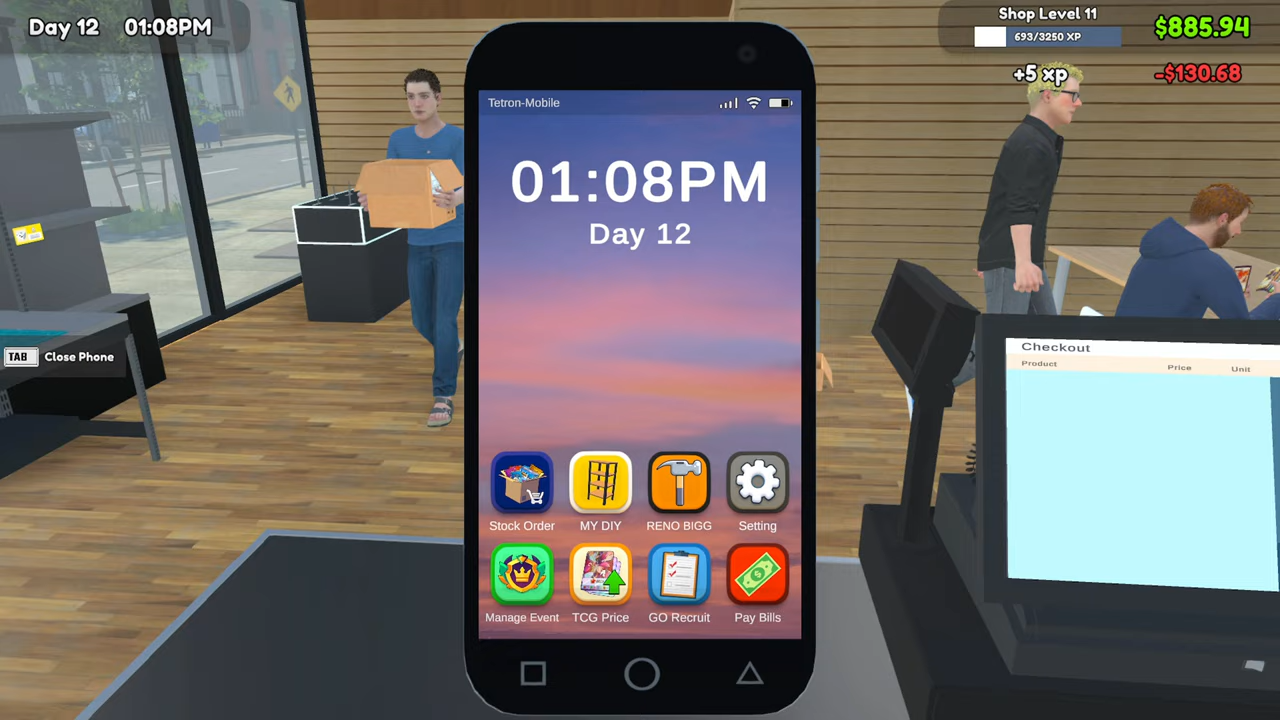 Day 12 01:08PM
Shop Level 11
693/3250 XP
$885.94
+5 xp
-$130.68
Tetron-Mobile
01:08PM
Day 12
TAB Close Phone
Checkout
Product Price Unit
Stock Order MY DIY RENO BIGG Setting
Manage Event TCG Price GO Recruit Pay Bills